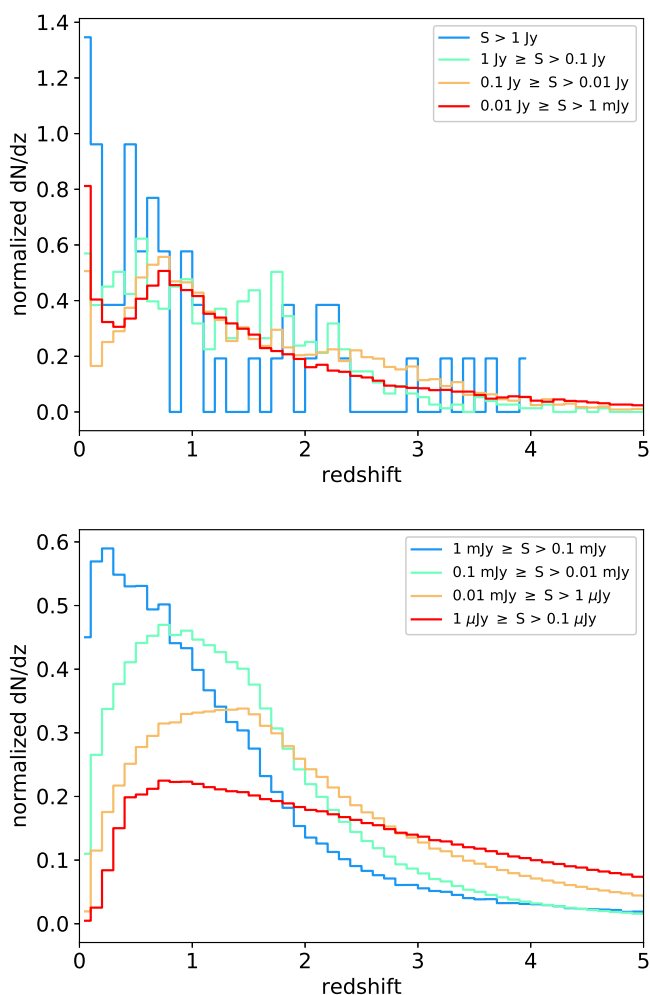 1.4
1.2
1.0
0.8
0.6
0.4
0.2
0.0
normalized dN/dz
S > 1 Jy
1 Jy ≥ S > 0.1 Jy
0.1 Jy ≥ S > 0.01 Jy
0.01 Jy ≥ S > 1 mJy
0 1 2 3 4 5
redshift
0.6
0.5
0.4
0.3
0.2
0.1
0.0
normalized dN/dz
1 mJy ≥ S > 0.1 mJy
0.1 mJy ≥ S > 0.01 mJy
0.01 mJy ≥ S > 1 μJy
1 μJy ≥ S > 0.1 μJy
0 1 2 3 4 5
redshift